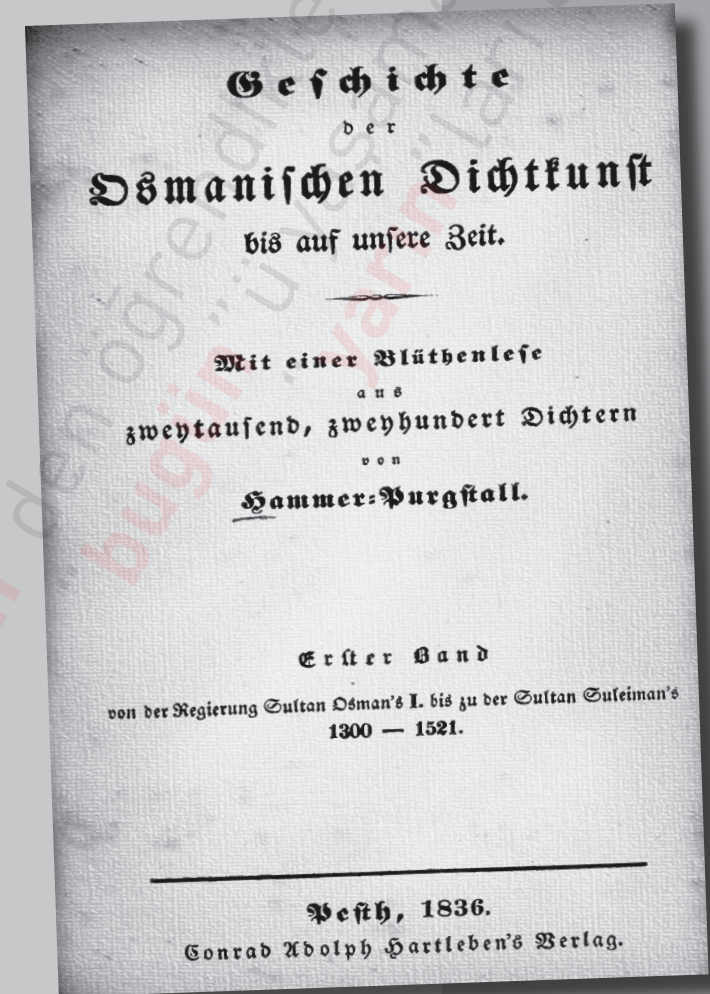 Geschichte
der
Osmanischen Dichtkunst
bis auf unsere Zeit.
Mit einer Blüthenlese
aus
zweytausend, zweyhundert Dichtern
von
Hammer-Purgstall.
Erster Band
von der Regierung Sultan Osman's I. bis zu der Sultan Suleiman's
1300 — 1521.
Pesth, 1836.
Conrad Adolph Hartleben's Verlag.
bugün
yarın